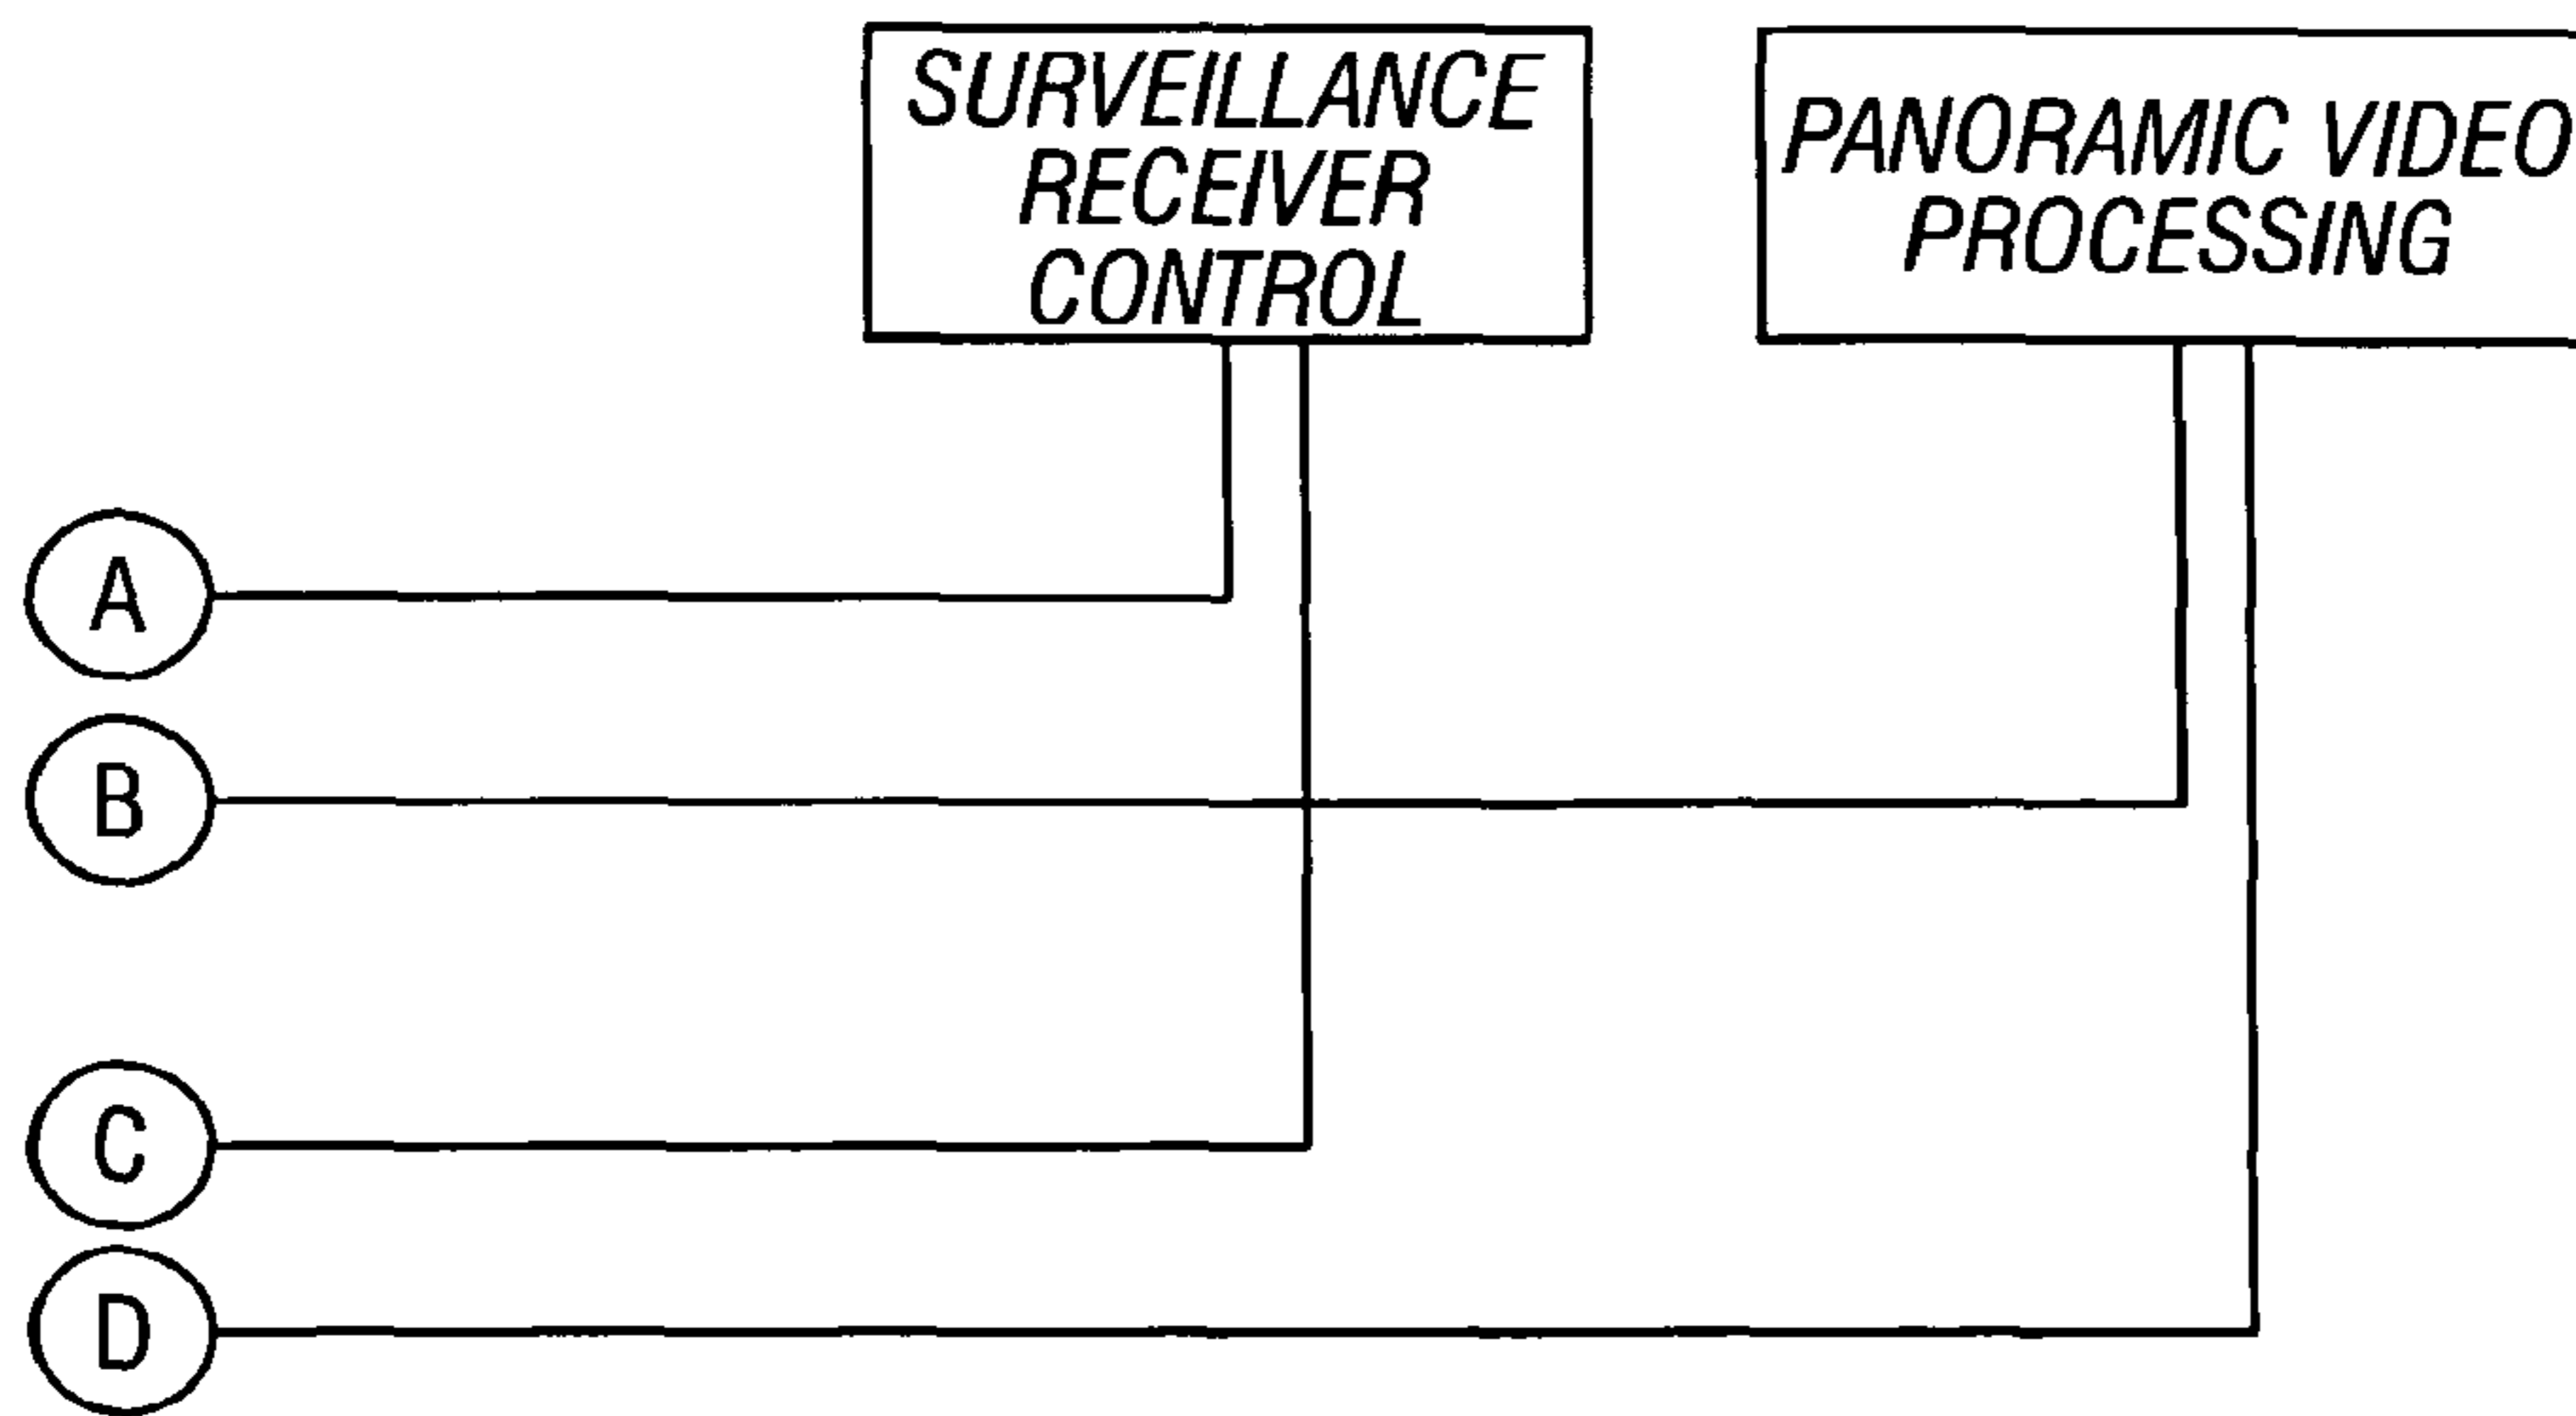 SURVEILLANCE
RECEIVER
CONTROL
PANORAMIC VIDEO
PROCESSING
A
B
C
D